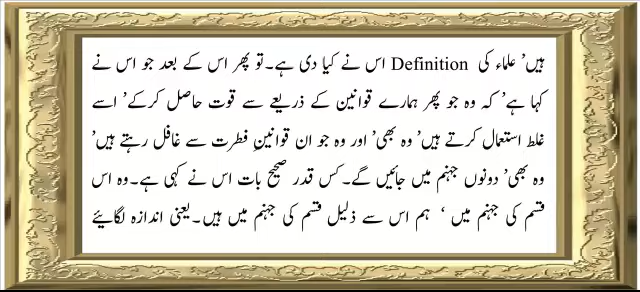 ہیں’ علماء کی Definition اس نے کیا دی ہے۔تو پھر اس کے بعد جو اس نے
کہا ہے’ کہ وہ جو پھر ہمارے قوانین کے ذریعے سے قوت حاصل کرکے’ اسے
غلط استعمال کرتے ہیں’ وہ بھی’ اور وہ جو ان قوانینِ فطرت سے غافل رہتے ہیں’
وہ بھی’ دونوں جہنم میں جائیں گے۔کس قدر صحیح بات اس نے کہی ہے۔وہ اس
قسم کی جہنم میں ‘ ہم اس سے ذلیل قسم کی جہنم میں ہیں۔یعنی اندازہ لگائیے